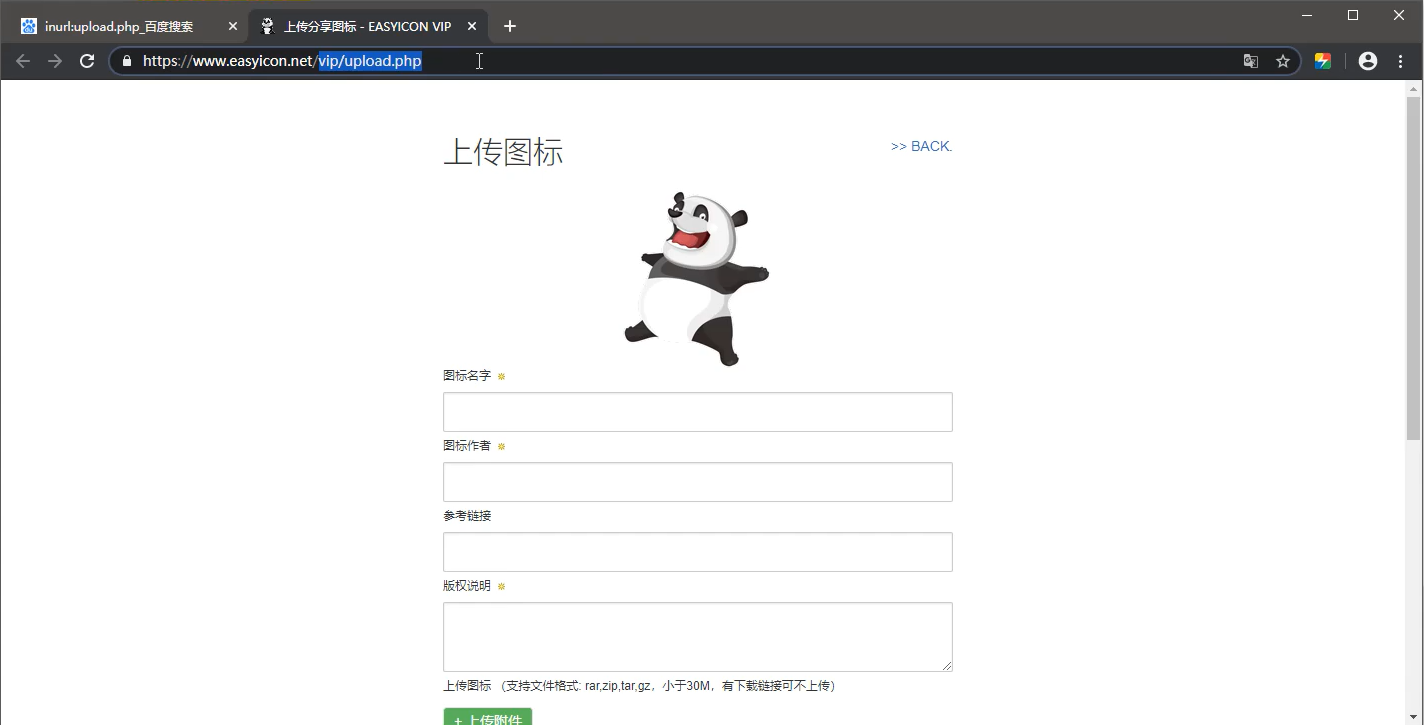 inurl:upload.php_百度搜索
上传分享图标 - EASYICON VIP
https://www.easyicon.net/vip/upload.php
上传图标
>> BACK.
图标名字
图标作者
参考链接
版权说明
上传图标 （支持文件格式: rar,zip,tar,gz，小于30M，有下载链接可不上传）
+ 上传附件